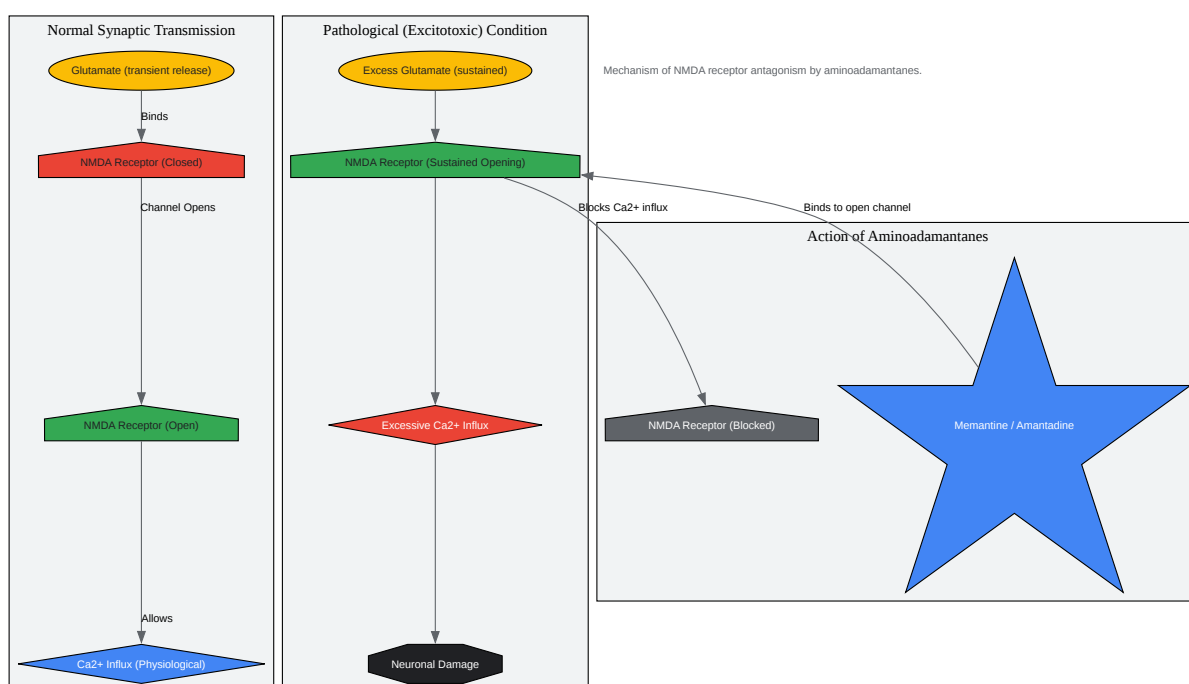 Normal Synaptic Transmission
Glutamate (transient release)
Binds
NMDA Receptor (Closed)
Channel Opens
NMDA Receptor (Open)
Allows
Ca2+ Influx (Physiological)
Pathological (Excitotoxic) Condition
Excess Glutamate (sustained)
NMDA Receptor (Sustained Opening)
Blocks Ca2+ influx
Excessive Ca2+ Influx
Neuronal Damage
Mechanism of NMDA receptor antagonism by aminoadamantanes.
Binds to open channel
Action of Aminoadamantanes
NMDA Receptor (Blocked)
Memantine / Amantadine